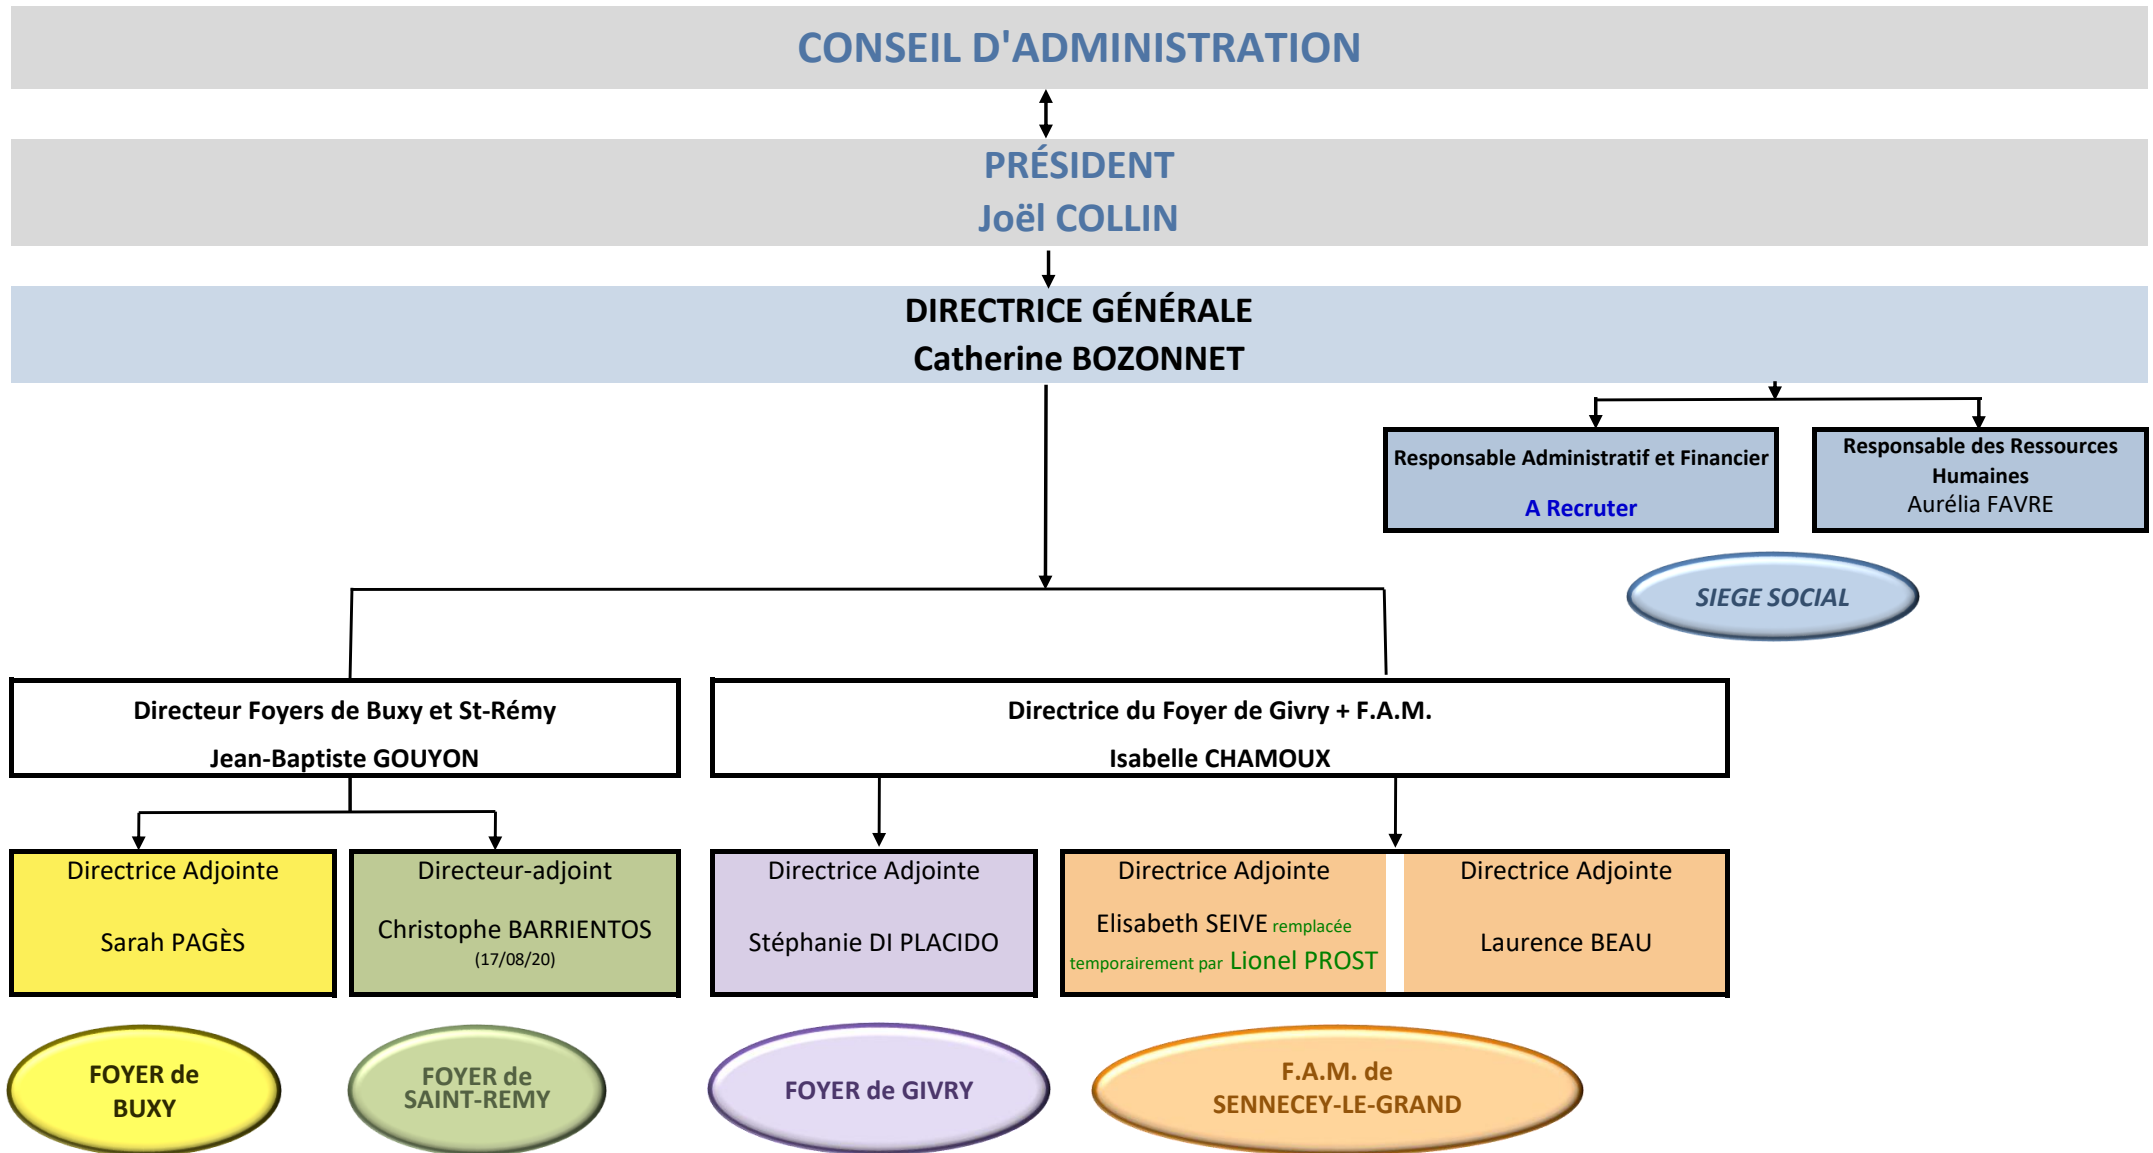 CONSEIL D'ADMINISTRATION
PRÉSIDENT
Joël COLLIN
DIRECTRICE GÉNÉRALE
Catherine BOZONNET
Responsable Administratif et Financier
A Recruter
Responsable des Ressources
Humaines
Aurélia FAVRE
SIEGE SOCIAL
Directeur Foyers de Buxy et St-Rémy
Jean-Baptiste GOUYON
Directrice du Foyer de Givry + F.A.M.
Isabelle CHAMOUX
Directrice Adjointe
Sarah PAGÈS
Directeur-adjoint
Christophe BARRIENTOS
(17/08/20)
Directrice Adjointe
Stéphanie DI PLACIDO
Directrice Adjointe
Elisabeth SEIVE remplacée
temporairement par Lionel PROST
Directrice Adjointe
Laurence BEAU
FOYER de
BUXY
FOYER de
SAINT-REMY
FOYER de GIVRY
F.A.M. de
SENNECEY-LE-GRAND